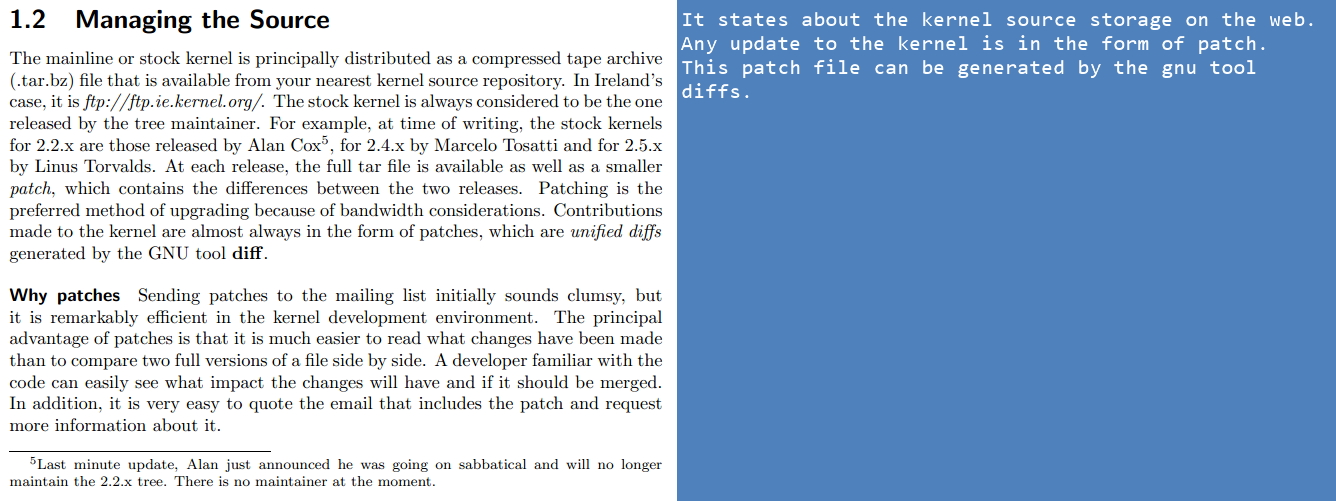 1.2 Managing the Source
The mainline or stock kernel is principally distributed as a compressed tape archive
(.tar.bz) file that is available from your nearest kernel source repository. In Ireland's
case, it is ftp://ftp.ie.kernel.org/. The stock kernel is always considered to be the one
released by the tree maintainer. For example, at time of writing, the stock kernels
for 2.2.x are those released by Alan Cox5, for 2.4.x by Marcelo Tosatti and for 2.5.x
by Linus Torvalds. At each release, the full tar file is available as well as a smaller
patch, which contains the differences between the two releases. Patching is the
preferred method of upgrading because of bandwidth considerations. Contributions
made to the kernel are almost always in the form of patches, which are unified diffs
generated by the GNU tool diff.
Why patches Sending patches to the mailing list initially sounds clumsy, but
it is remarkably efficient in the kernel development environment. The principal
advantage of patches is that it is much easier to read what changes have been made
than to compare two full versions of a file side by side. A developer familiar with the
code can easily see what impact the changes will have and if it should be merged.
In addition, it is very easy to quote the email that includes the patch and request
more information about it.
5Last minute update, Alan just announced he was going on sabbatical and will no longer
maintain the 2.2.x tree. There is no maintainer at the moment.
It states about the kernel source storage on the web.
Any update to the kernel is in the form of patch.
This patch file can be generated by the gnu tool
diffs.